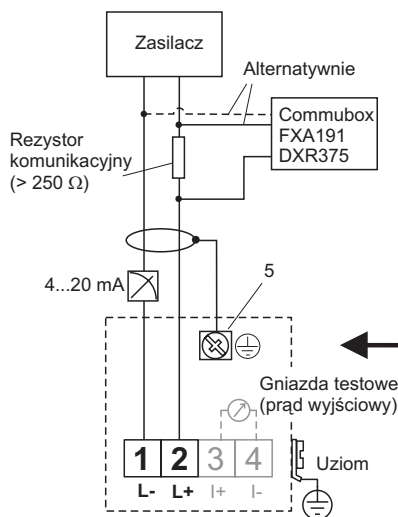 Zasilacz
Alternatywnie
Commubox
FXA191
DXR375
Rezystor
komunikacyjny
(> 250 Ω)
4...20 mA
5
Gniazda testowe
(prąd wyjściowy)
1 2 3 4
L- L+ I+ I-
Uziom